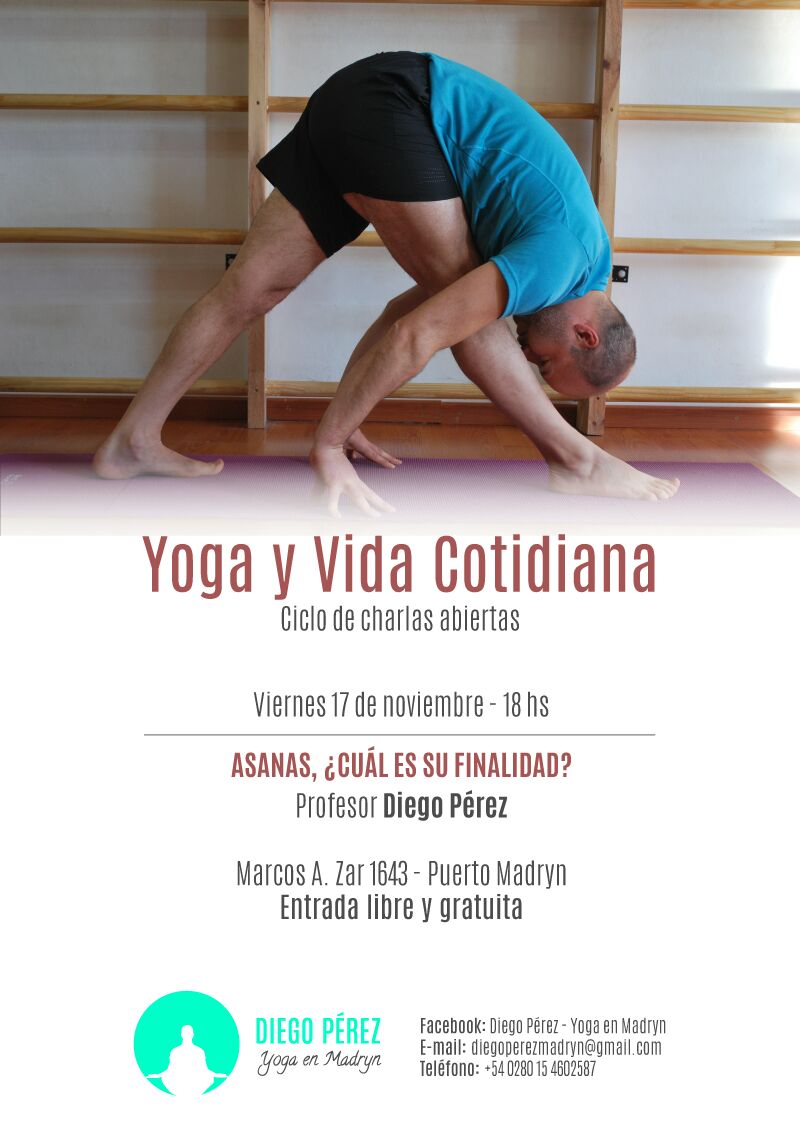 Yoga y Vida Cotidiana
Ciclo de charlas abiertas
Viernes 17 de noviembre - 18 hs
ASANAS, ¿CUÁL ES SU FINALIDAD?
Profesor Diego Pérez
Marcos A. Zar 1643 - Puerto Madryn
Entrada libre y gratuita
DIEGO PÉREZ
Yoga en Madryn
Facebook: Diego Pérez - Yoga en Madryn
E-mail: diegoperezmadryn@gmail.com
Teléfono: +54 0280 15 4602587